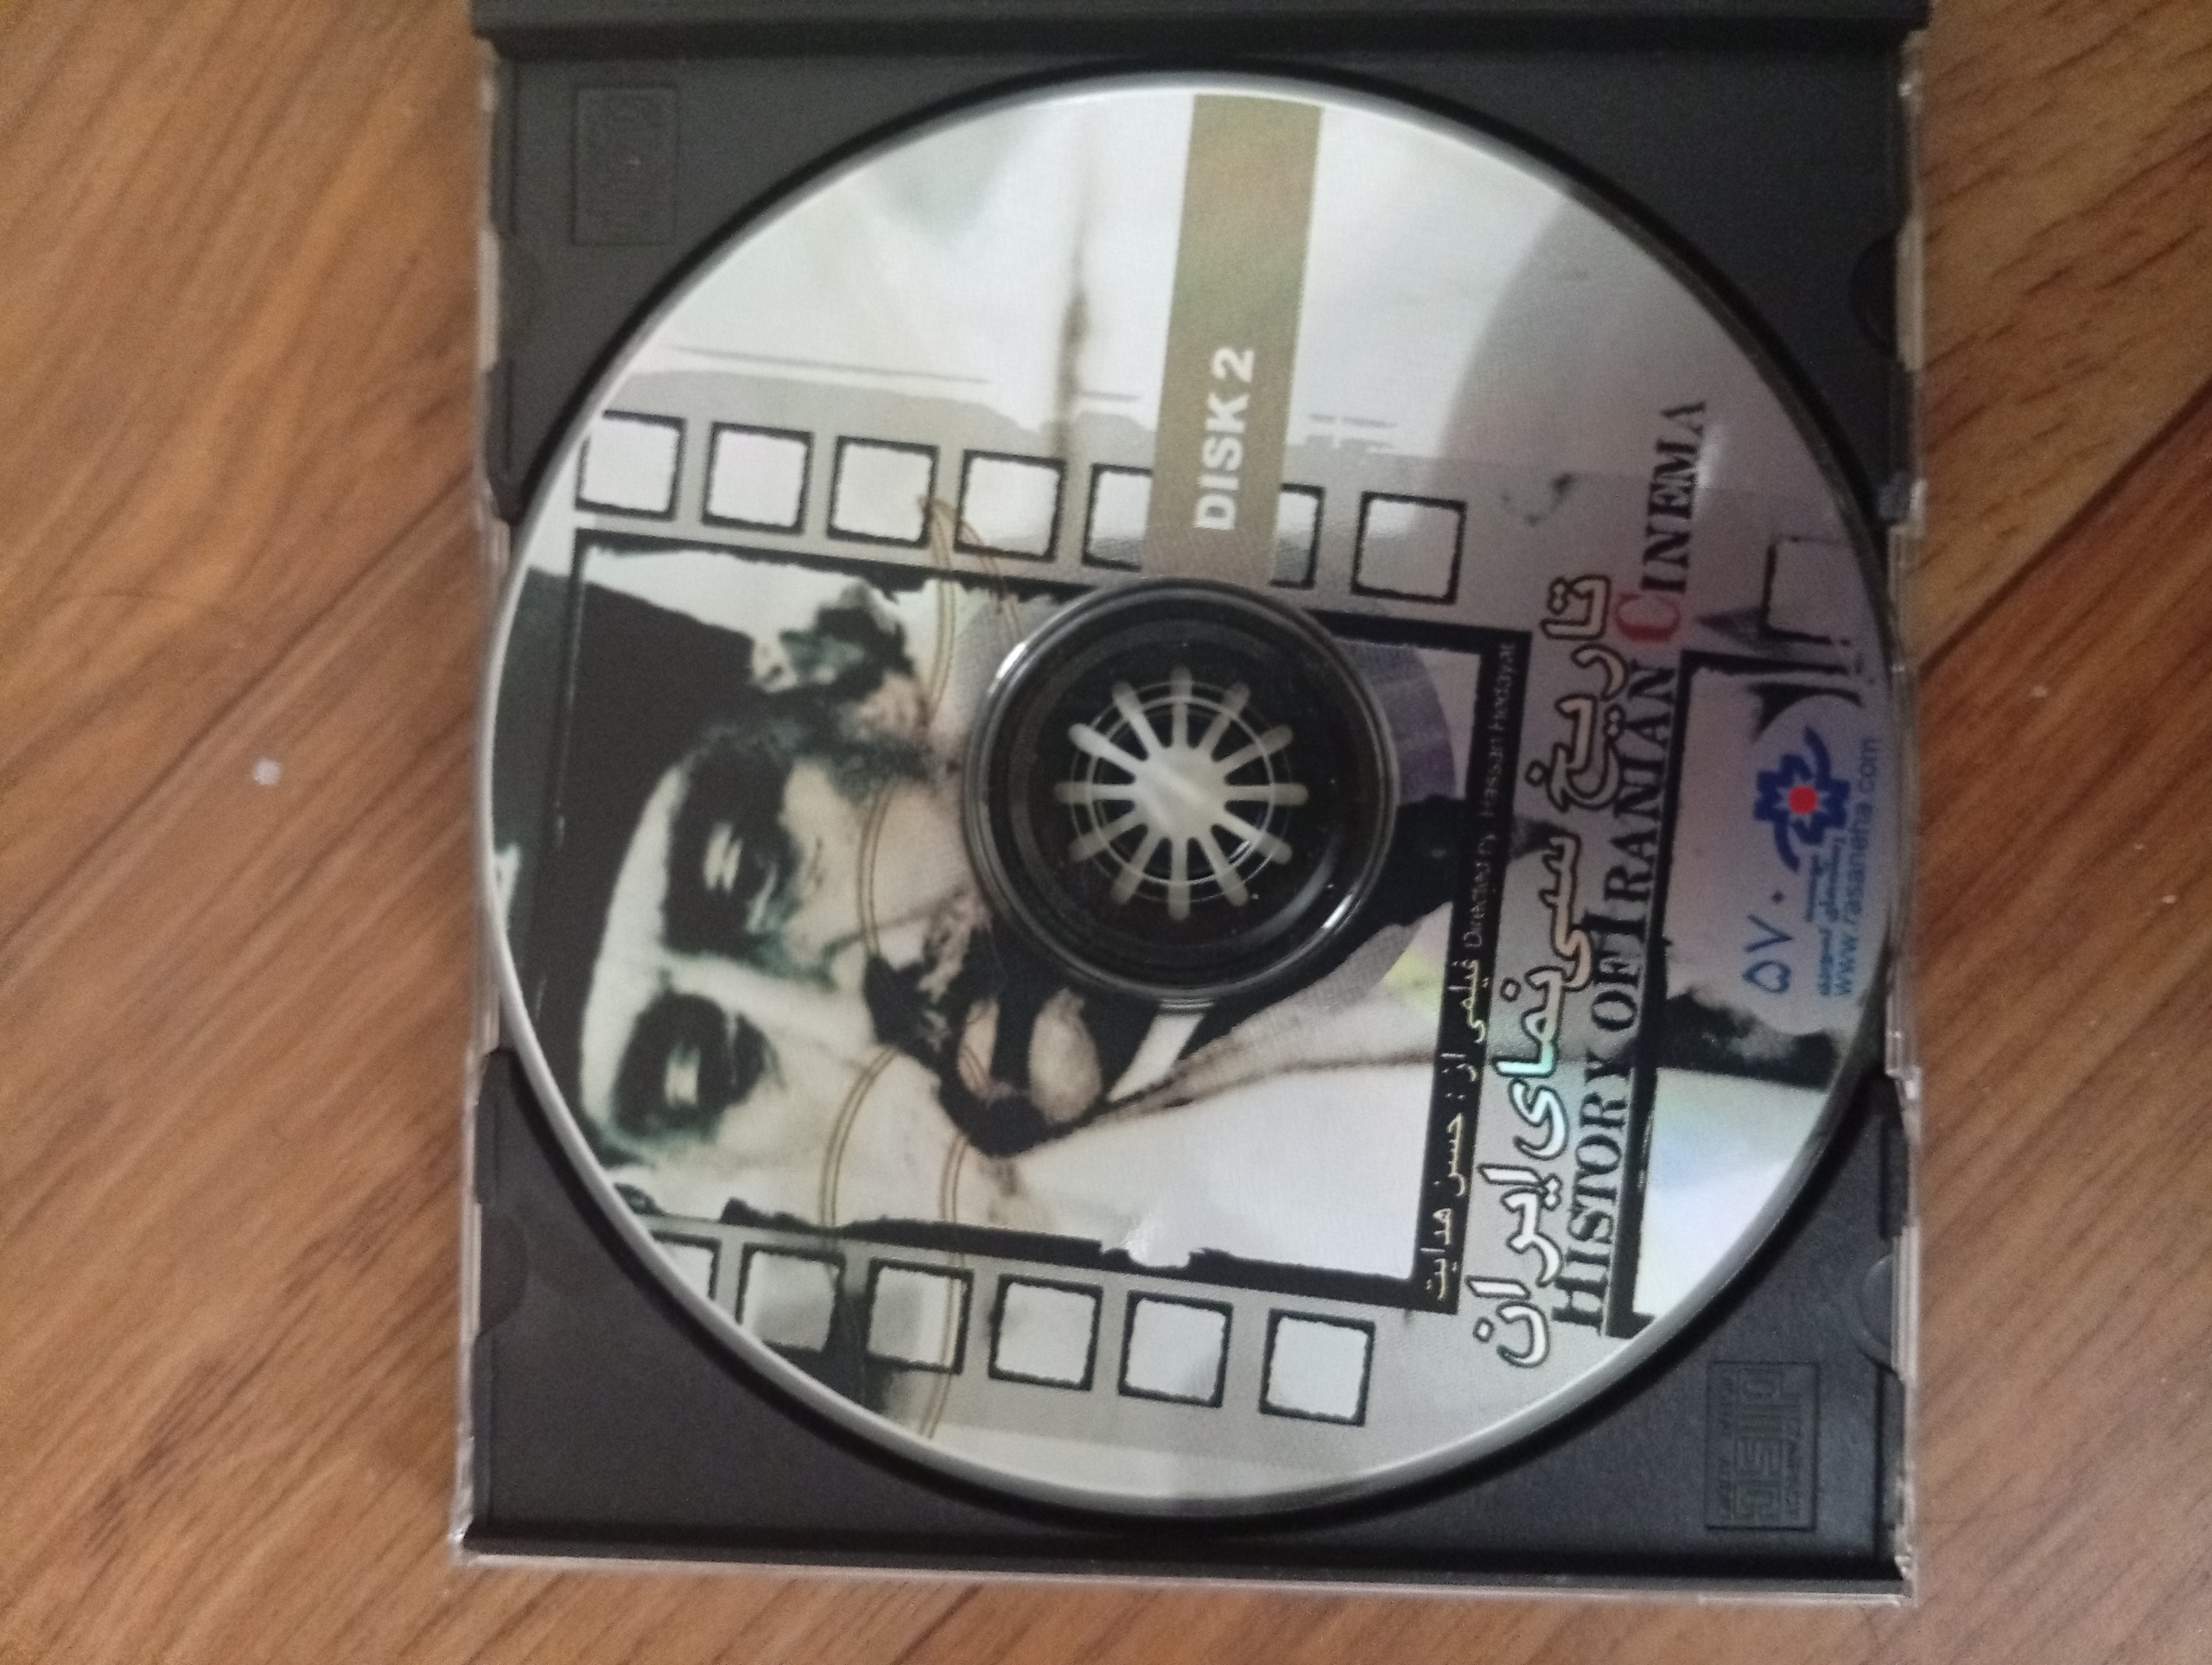 DISK 2
فیلمی از : حسن هدایت Directed by : Hassan Hedayat
تاریخ سینمای ایران
HISTORY OF IRANIAN CINEMA
۵۷۰
www.rasaneha.com